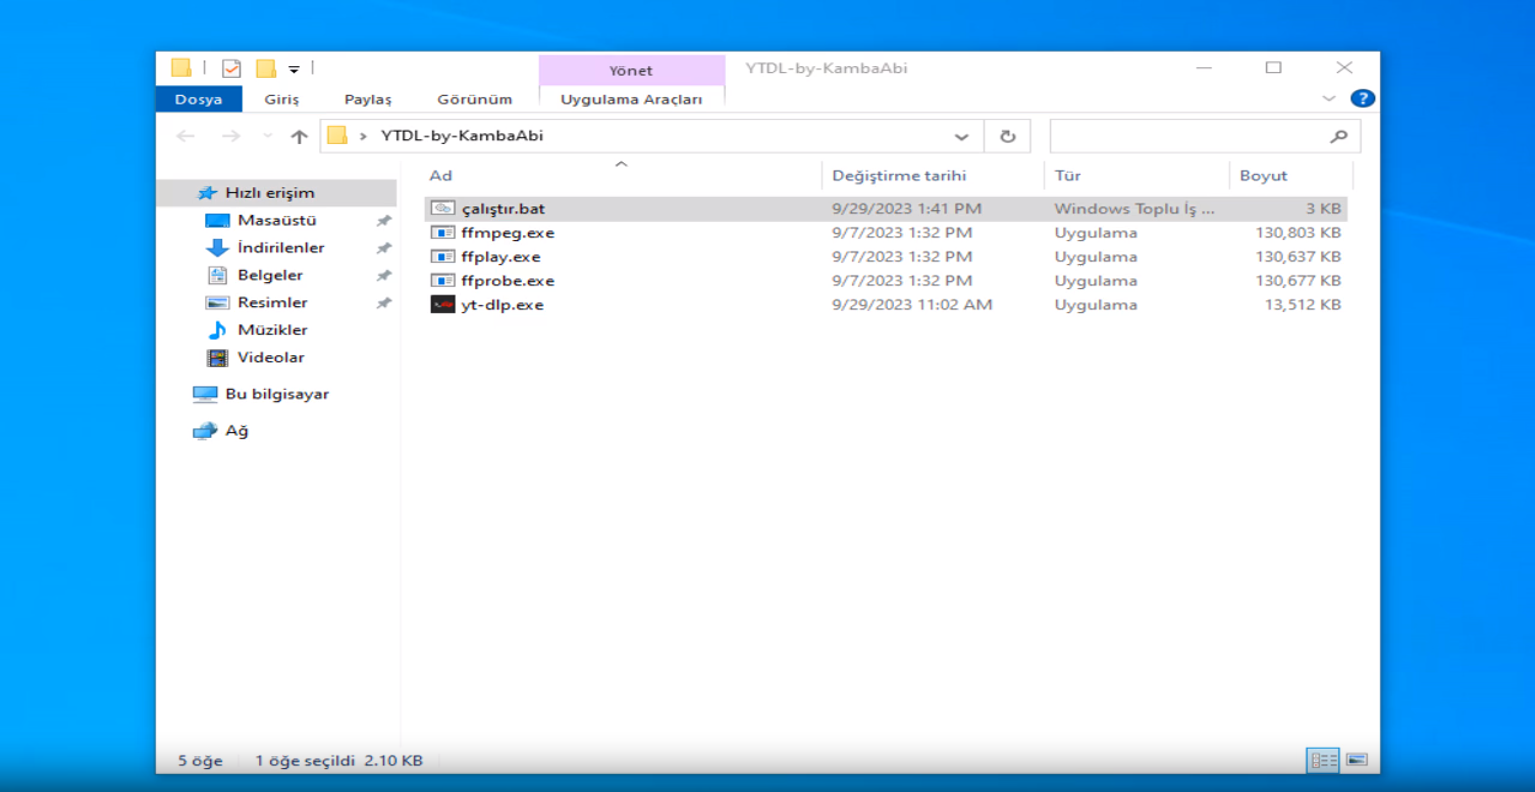 Yönet
YTDL-by-KambaAbi
Dosya
Giriş
Paylaş
Görünüm
Uygulama Araçları
?
YTDL-by-KambaAbi
Ad
Değiştirme tarihi
Tür
Boyut
Hızlı erişim
Masaüstü
İndirilenler
Belgeler
Resimler
Müzikler
Videolar
Bu bilgisayar
Ağ
çalıştır.bat 9/29/2023 1:41 PM Windows Toplu İş ... 3 KB
ffmpeg.exe 9/7/2023 1:32 PM Uygulama 130,803 KB
ffplay.exe 9/7/2023 1:32 PM Uygulama 130,637 KB
ffprobe.exe 9/7/2023 1:32 PM Uygulama 130,677 KB
yt-dlp.exe 9/29/2023 11:02 AM Uygulama 13,512 KB
5 öğe 1 öğe seçildi 2.10 KB